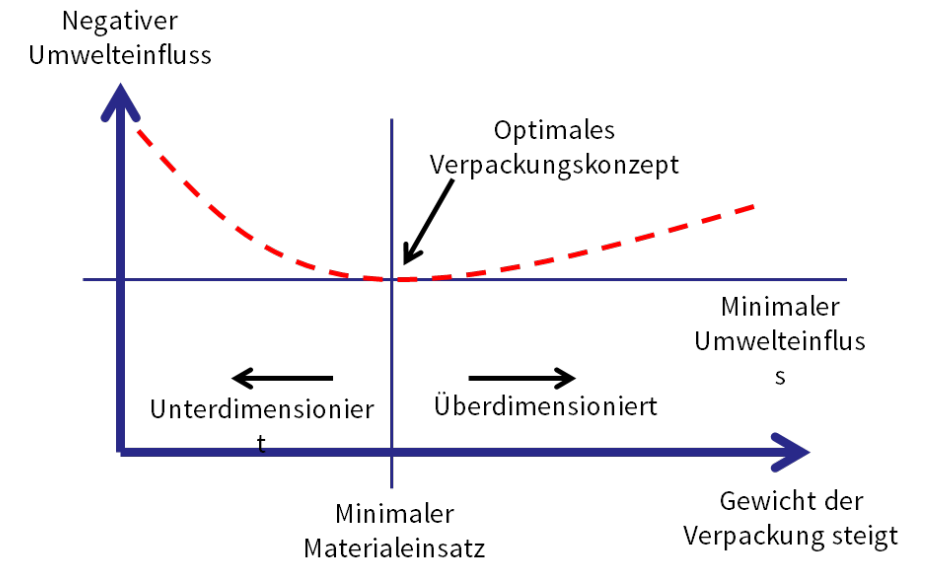 Negativer
Umwelteinfluss
Optimales
Verpackungskonzept
Minimaler
Umwelteinflus
s
Unterdimensionier
t
Überdimensioniert
Minimaler
Materialeinsatz
Gewicht der
Verpackung steigt